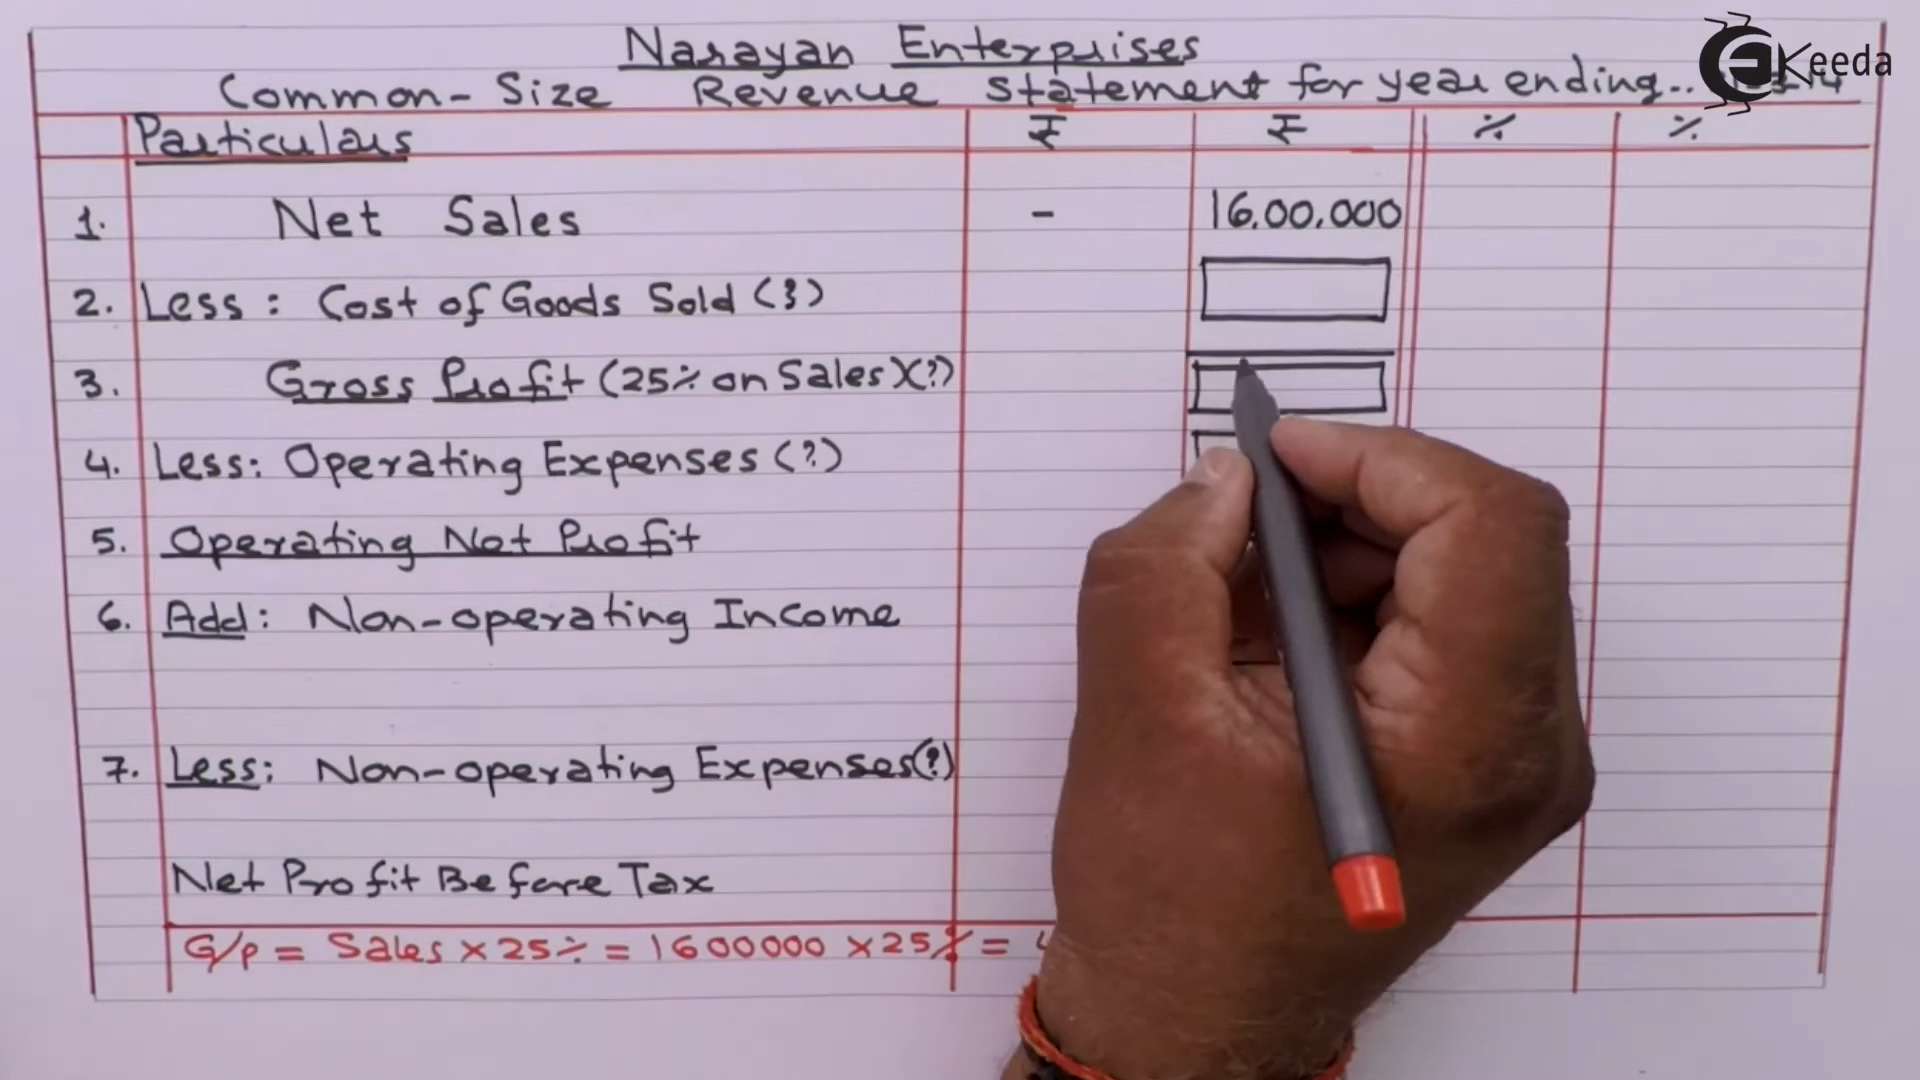 Narayan Enterprises
Common-Size Revenue Statement for year ending..
Keeda
Particulars ₹ ₹ % %
1. Net Sales - 16,00,000
2. Less: Cost of Goods Sold (?)
3. Gross Profit (25% on Sales)(?)
4. Less: Operating Expenses (?)
5. Operating Net Profit
6. Add: Non-operating Income
7. Less: Non-operating Expenses(?)
Net Profit Before Tax
G/P = Sales × 25% = 1600000 × 25% = 4